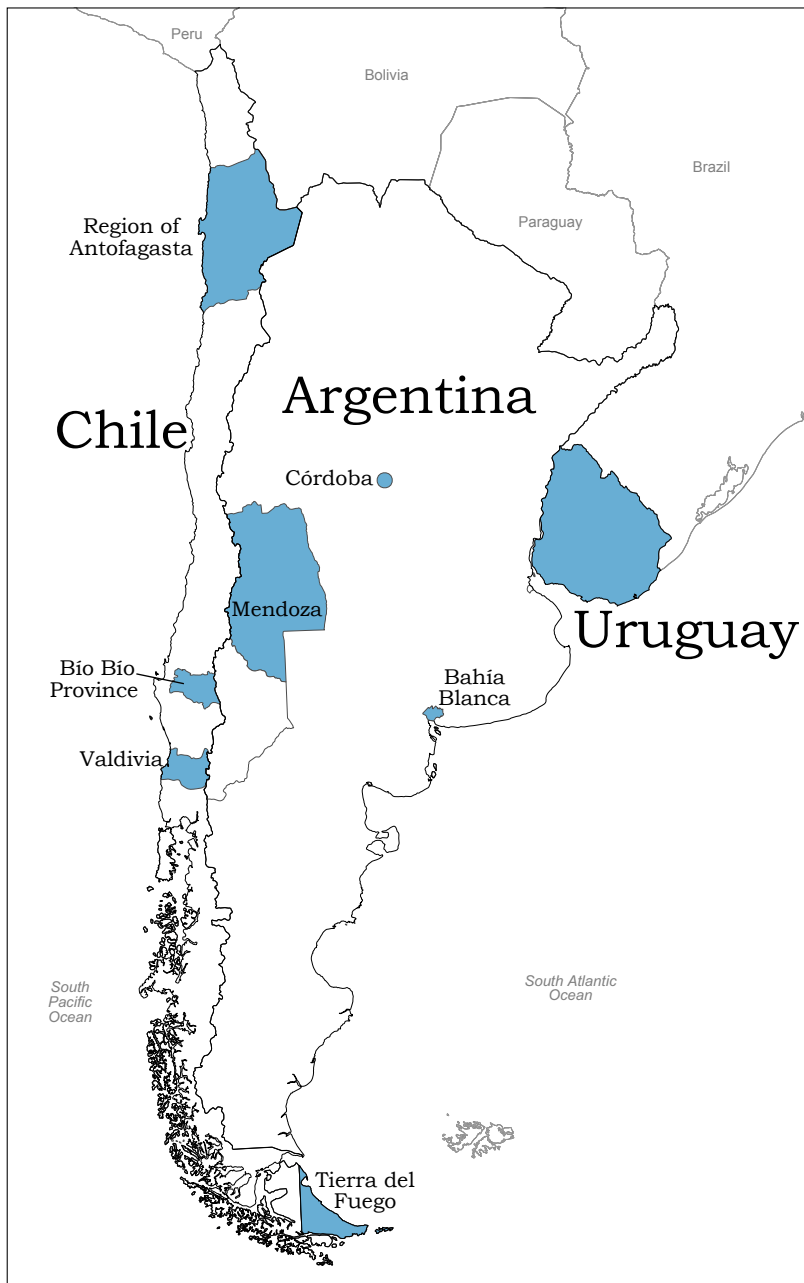 Peru
Bolivia
Brazil
Paraguay
Region of
Antofagasta
Argentina
Chile
Córdoba
Mendoza
Uruguay
Bío Bío
Province
Bahía
Blanca
Valdivia
South
Pacific
Ocean
South Atlantic
Ocean
Tierra del
Fuego